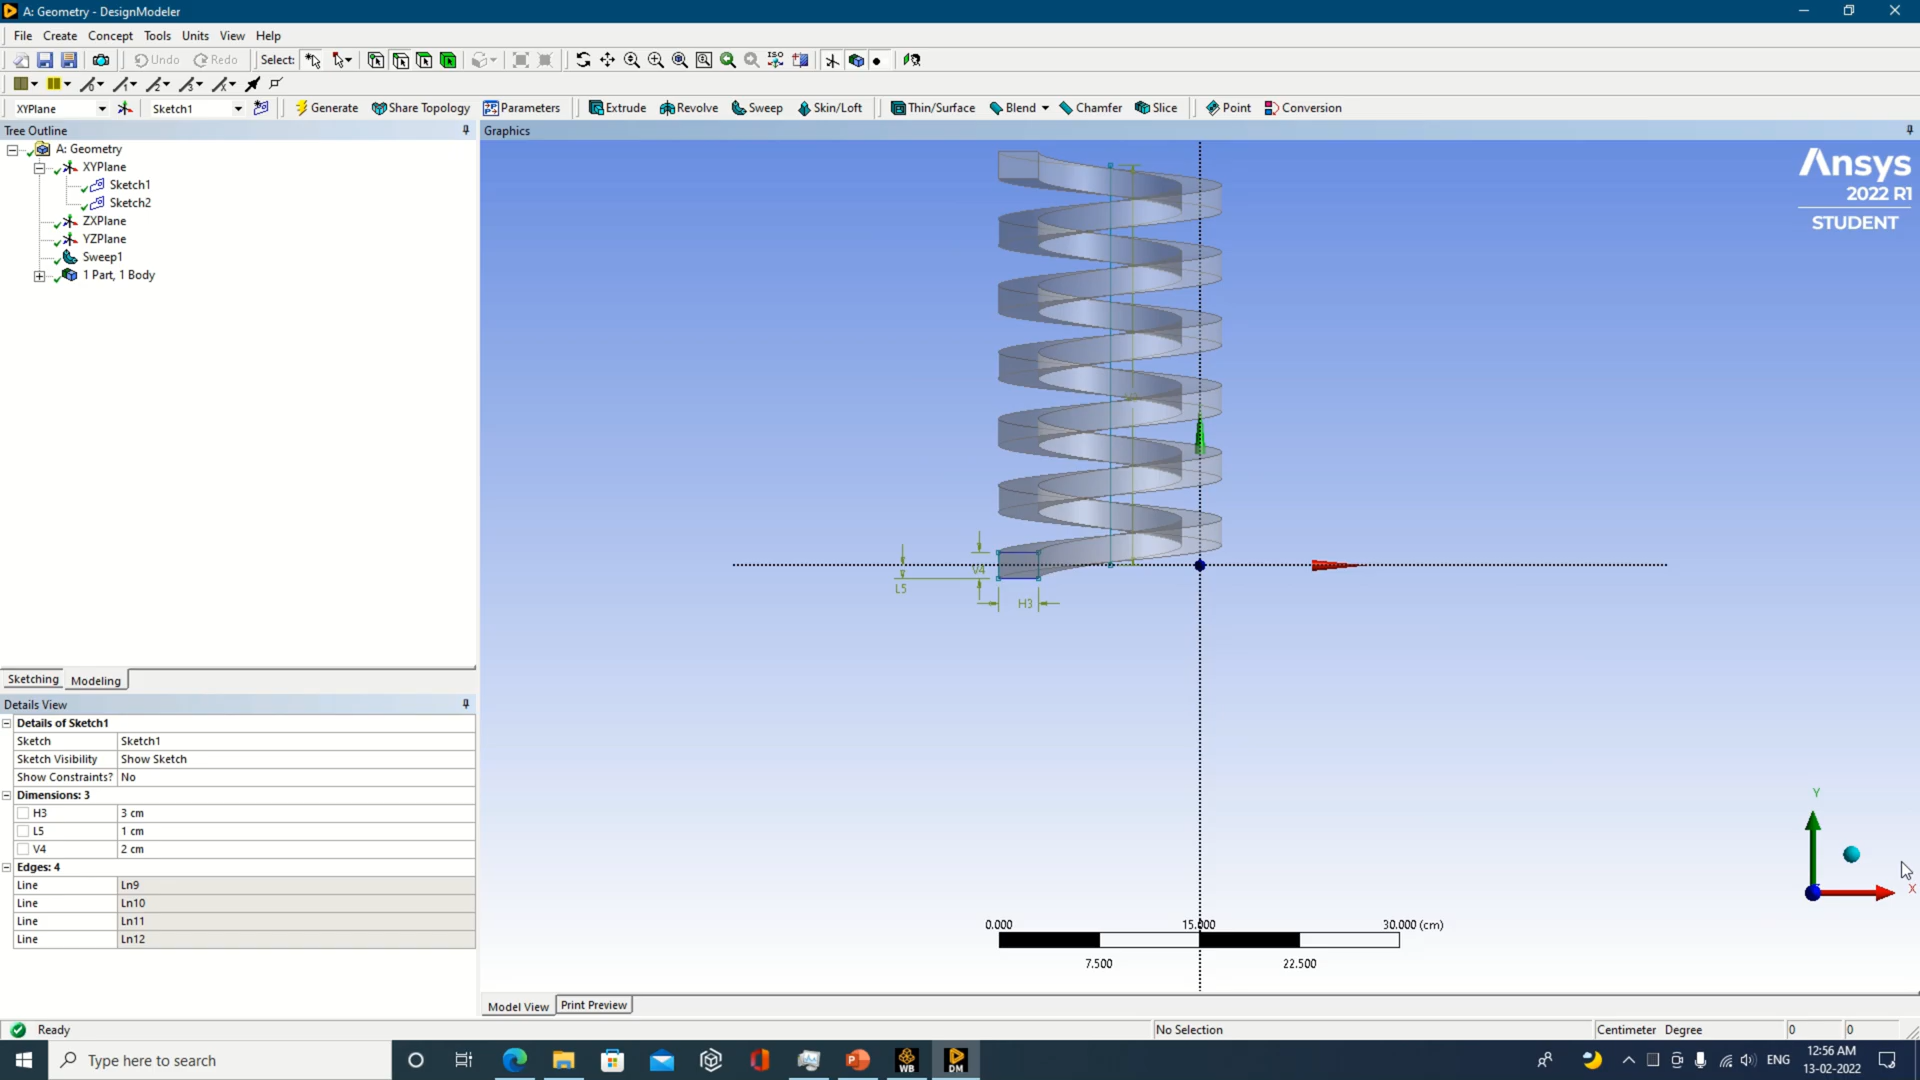 A: Geometry - DesignModeler
File Create Concept Tools Units View Help
Undo Redo Select: ISO
XYPlane Sketch1 Generate Share Topology Parameters Extrude Revolve Sweep Skin/Loft Thin/Surface Blend Chamfer Slice Point Conversion
Tree Outline
Graphics
A: Geometry
XYPlane
Sketch1
Sketch2
ZXPlane
YZPlane
Sweep1
1 Part, 1 Body
Ansys
2022 R1
STUDENT
V4
L5
H3
Sketching Modeling
Details View
Details of Sketch1
Sketch Sketch1
Sketch Visibility Show Sketch
Show Constraints? No
Dimensions: 3
H3 3 cm
L5 1 cm
V4 2 cm
Edges: 4
Line Ln9
Line Ln10
Line Ln11
Line Ln12
Y
X
0.000 15.000 30.000 (cm)
7.500 22.500
Model View Print Preview
Ready No Selection Centimeter Degree 0 0
Type here to search
WB
DM
ENG
12:56 AM
13-02-2022